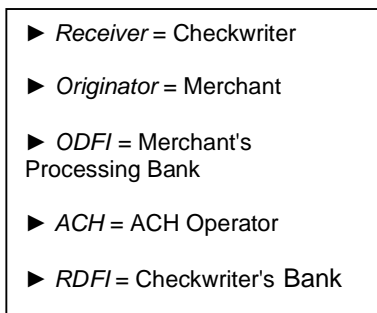 ► Receiver = Checkwriter
► Originator = Merchant
► ODFI = Merchant's
Processing Bank
► ACH = ACH Operator
► RDFI = Checkwriter's Bank